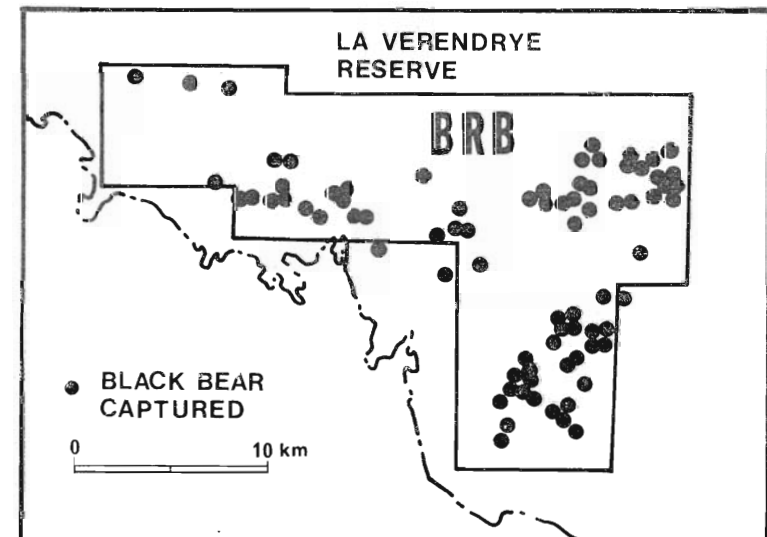 LA VERENDRYE
RESERVE
BRB
BLACK BEAR
CAPTURED
0
10 km